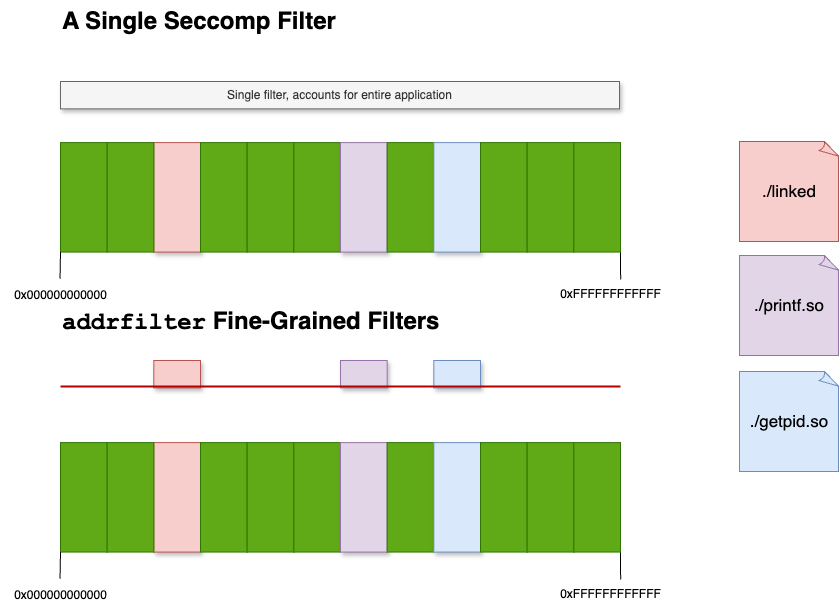 A Single Seccomp Filter
Single filter, accounts for entire application
./linked
./printf.so
0x000000000000
0xFFFFFFFFFFFF
addrfilter Fine-Grained Filters
./getpid.so
0x000000000000
0xFFFFFFFFFFFF